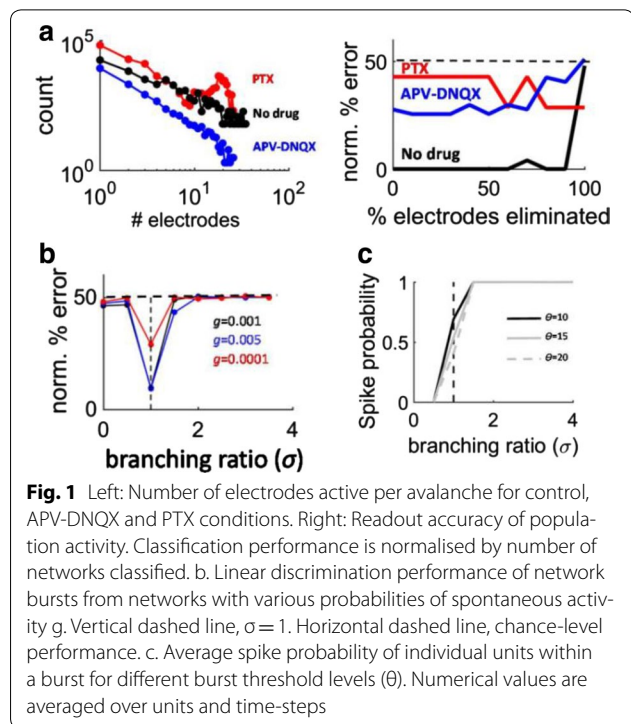 a
10^5
count
10^0
PTX
No drug
APV-DNQX
10^0
10^1
10^2
# electrodes
norm. % error
50
0
PTX
APV-DNQX
No drug
0
50
100
% electrodes eliminated
b
norm. % error
50
0
g=0.001
g=0.005
g=0.0001
0
2
4
branching ratio (σ)
c
Spike probability
1
0.5
0
θ=10
θ=15
θ=20
0
2
4
branching ratio (σ)
Fig. 1 Left: Number of electrodes active per avalanche for control,
APV-DNQX and PTX conditions. Right: Readout accuracy of popula-
tion activity. Classification performance is normalised by number of
networks classified. b. Linear discrimination performance of network
bursts from networks with various probabilities of spontaneous activ-
ity g. Vertical dashed line, σ=1. Horizontal dashed line, chance-level
performance. c. Average spike probability of individual units within
a burst for different burst threshold levels (θ). Numerical values are
averaged over units and time-steps